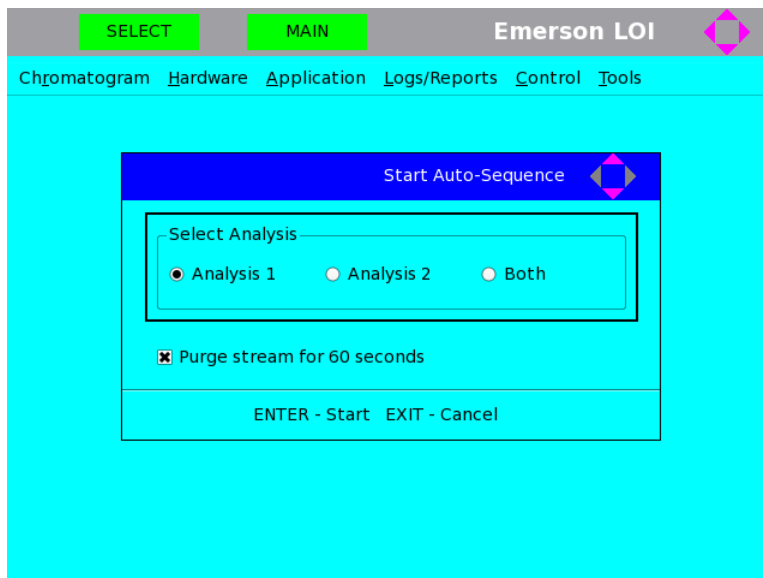 SELECT MAIN Emerson LOI
Chromatogram Hardware Application Logs/Reports Control Tools
Start Auto-Sequence
Select Analysis
Analysis 1 Analysis 2 Both
Purge stream for 60 seconds
ENTER - Start EXIT - Cancel